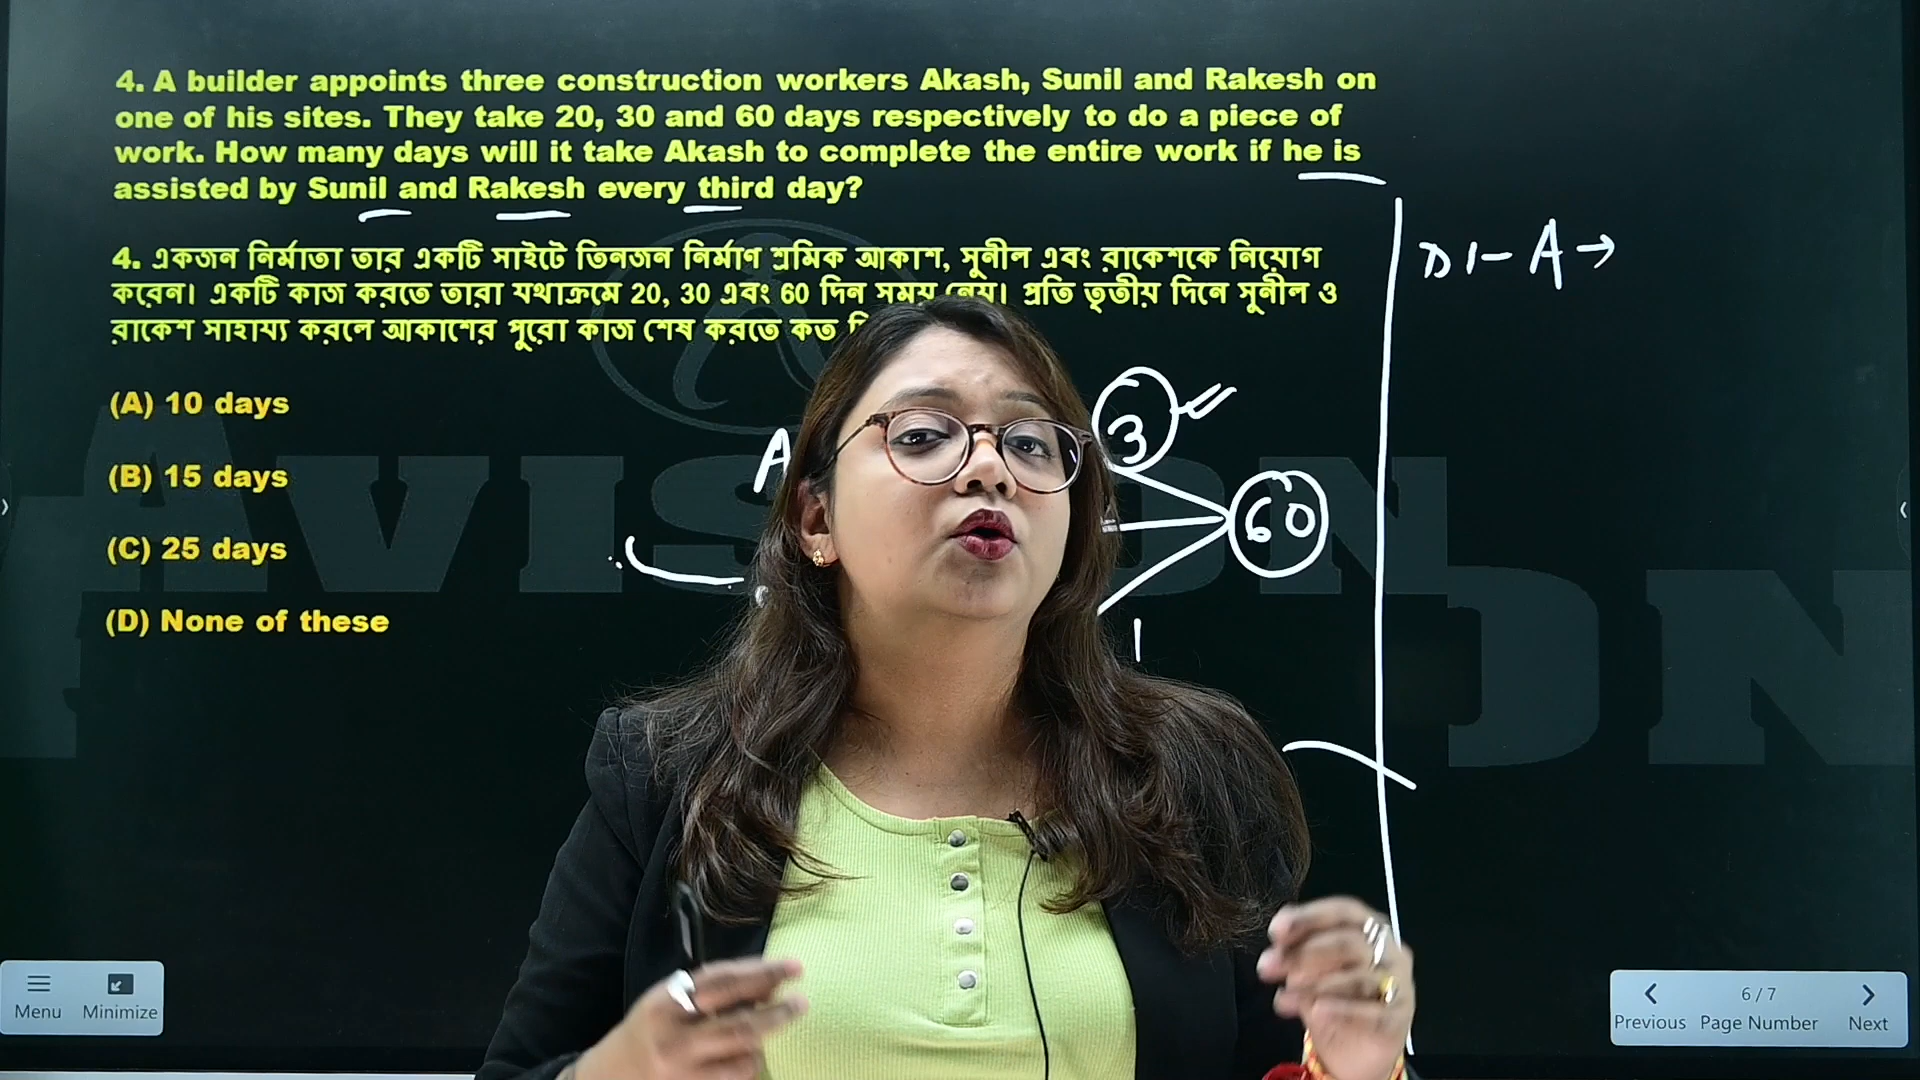 4. A builder appoints three construction workers Akash, Sunil and Rakesh on
one of his sites. They take 20, 30 and 60 days respectively to do a piece of
work. How many days will it take Akash to complete the entire work if he is
assisted by Sunil and Rakesh every third day?
4. একজন নির্মাতা তার একটি সাইটে তিনজন নির্মাণ শ্রমিক আকাশ, সুনীল এবং রাকেশকে নিয়োগ
করেন। একটি কাজ করতে তারা যথাক্রমে 20, 30 এবং 60 দিন সময় নেয়। প্রতি তৃতীয় দিনে সুনীল ও
রাকেশ সাহায্য করলে আকাশের পুরো কাজ শেষ করতে কত
(A) 10 days
(B) 15 days
(C) 25 days
(D) None of these
D1- A →
A
3
60
1
AVISION
Menu Minimize
6 / 7
Previous Page Number Next